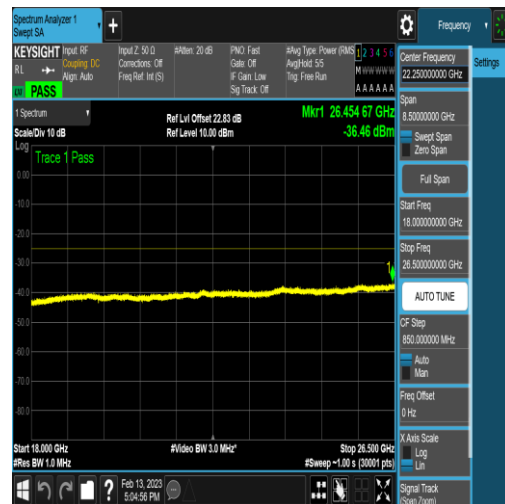 Spectrum Analyzer 1
Swept SA
+
Frequency
KEYSIGHT
Input: RF
Coupling: DC
Align: Auto
Input Z: 50 Ω
Corrections: Off
Freq Ref: Int (S)
#Atten: 20 dB
PNO: Fast
Gate: Off
IF Gain: Low
Sig Track: Off
#Avg Type: Power (RMS
Avg|Hold: 5/5
Trig: Free Run
1 2 3 4 5 6
M W W W W W
A A A A A A
RL
PASS
1 Spectrum
Scale/Div 10 dB
Ref Lvl Offset 22.83 dB
Ref Level 10.00 dBm
Mkr1 26.454 67 GHz
-36.46 dBm
Log
Trace 1 Pass
0.00
-10.0
-20.0
-30.0
-40.0
-50.0
-60.0
-70.0
-80.0
1
Start 18.000 GHz
#Res BW 1.0 MHz
#Video BW 3.0 MHz*
Stop 26.500 GHz
#Sweep ~1.00 s (30001 pts)
Feb 13, 2023
5:04:56 PM
?
Settings
Center Frequency
22.250000000 GHz
Span
8.50000000 GHz
Swept Span
Zero Span
Full Span
Start Freq
18.000000000 GHz
Stop Freq
26.500000000 GHz
AUTO TUNE
CF Step
850.000000 MHz
Auto
Man
Freq Offset
0 Hz
X Axis Scale
Log
Lin
Signal Track
(Span Zoom)